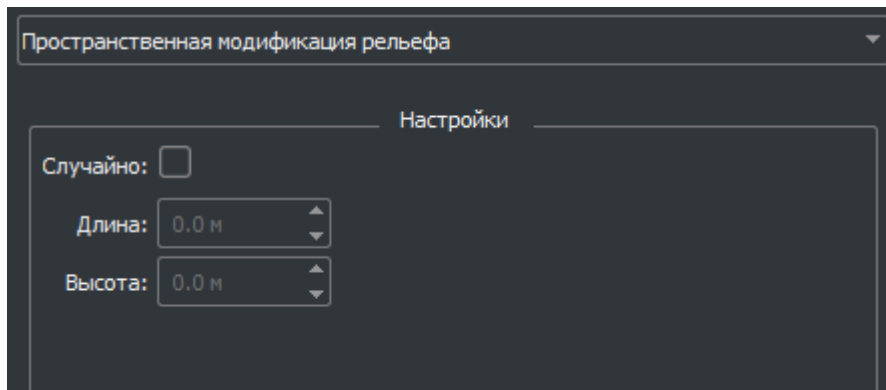 Пространственная модификация рельефа
Настройки
Случайно:
Длина: 0.0 м
Высота: 0.0 м